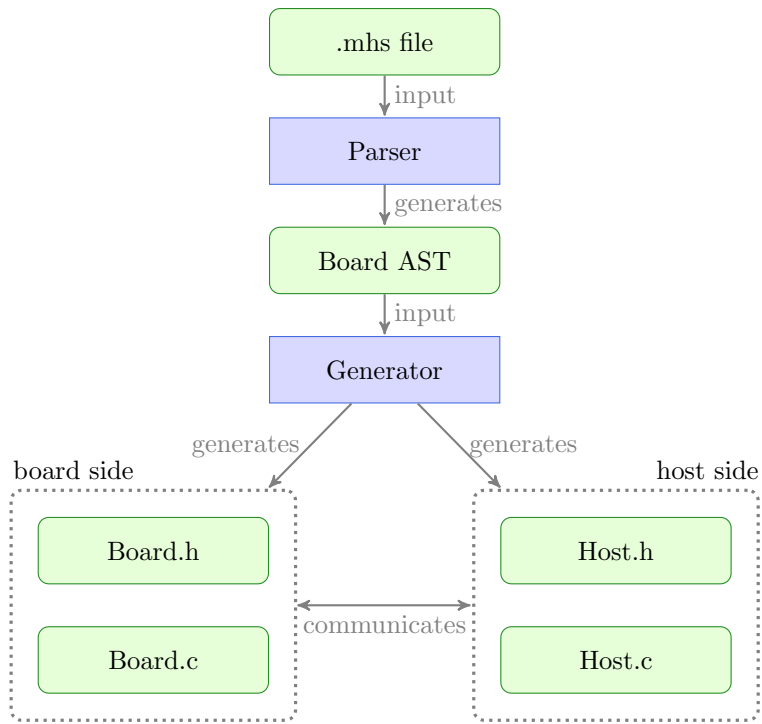 .mhs file
input
Parser
generates
Board AST
input
Generator
generates
generates
board side
host side
Board.h
Host.h
communicates
Board.c
Host.c